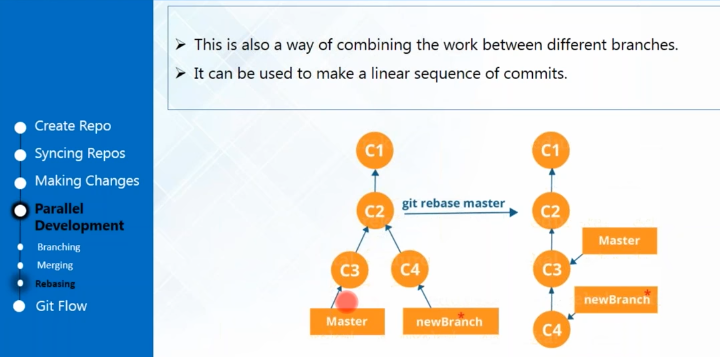 This is also a way of combining the work between different branches.
It can be used to make a linear sequence of commits.
Create Repo
Syncing Repos
Making Changes
Parallel
Development
Branching
Merging
Rebasing
Git Flow
C1
C2
C3
C4
Master
newBranch*
git rebase master
C1
C2
C3
C4
Master
newBranch*